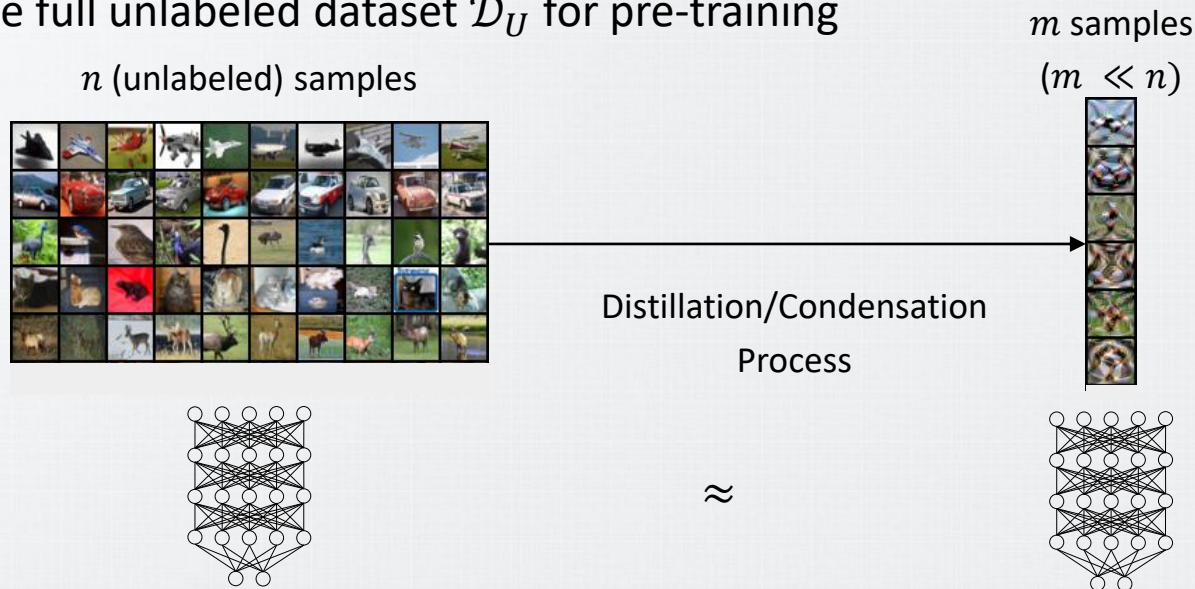 e full unlabeled dataset 𝒟_U for pre-training
m samples
n (unlabeled) samples
(m ≪ n)
Distillation/Condensation
Process
≈